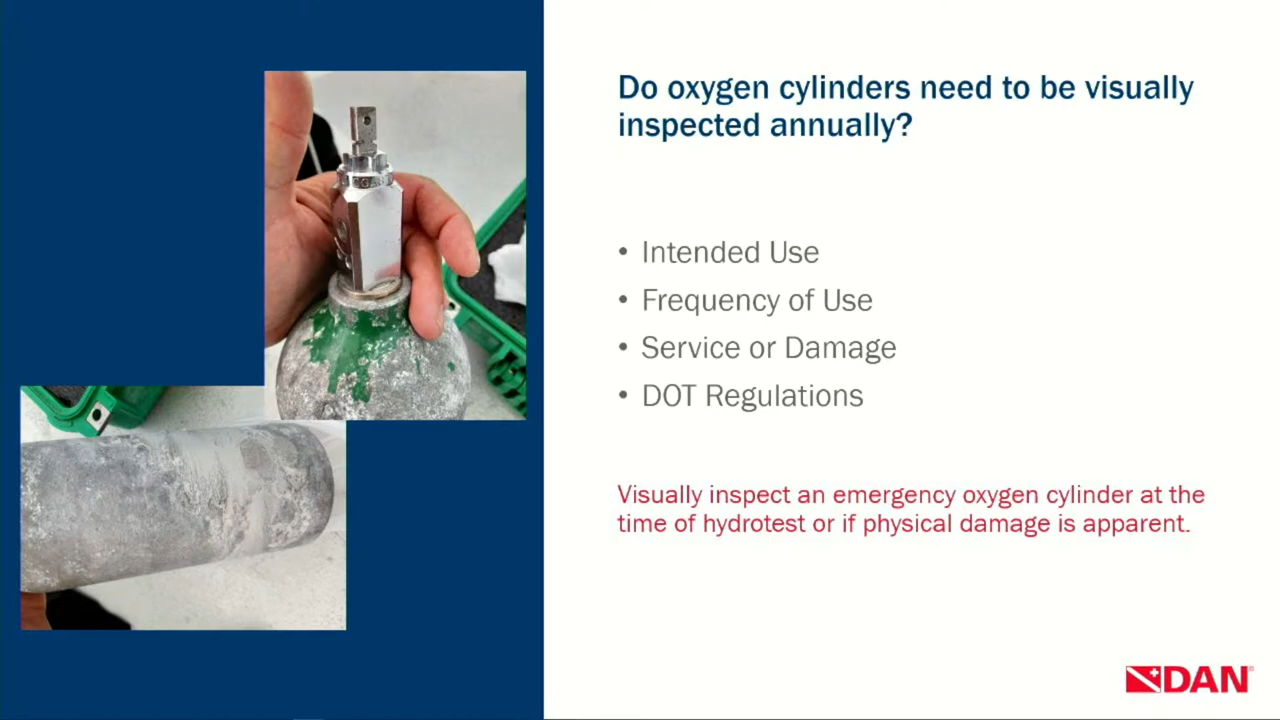 Do oxygen cylinders need to be visually
inspected annually?
• Intended Use
• Frequency of Use
• Service or Damage
• DOT Regulations
Visually inspect an emergency oxygen cylinder at the
time of hydrotest or if physical damage is apparent.
DAN